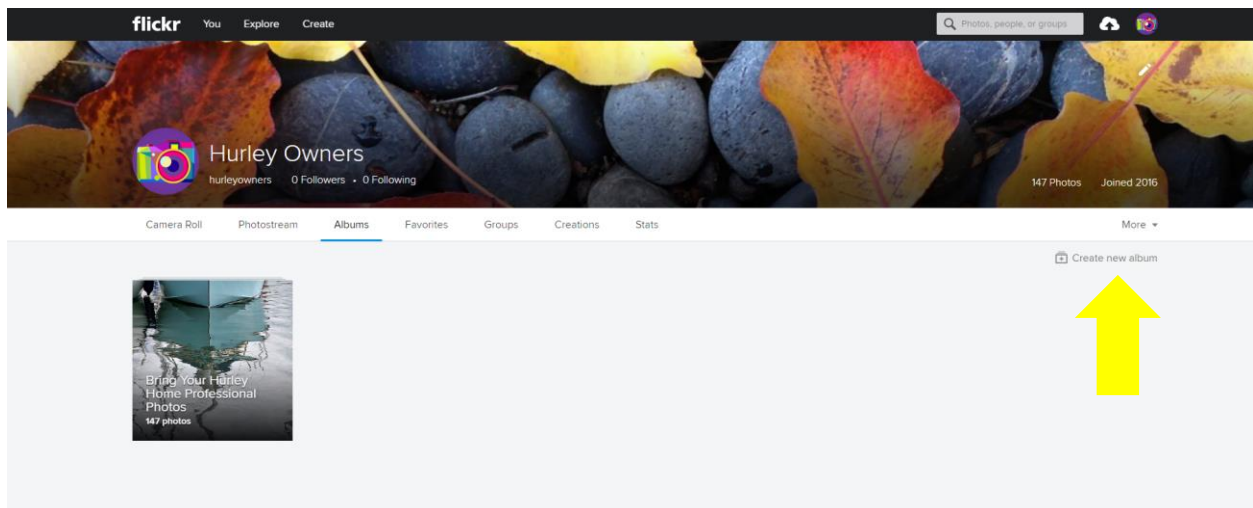 flickr You Explore Create Photos, people, or groups
Hurley Owners
hurleyowners 0 Followers • 0 Following 147 Photos Joined 2016
Camera Roll Photostream Albums Favorites Groups Creations Stats More
Create new album
Bring Your Hurley
Home Professional
Photos
147 photos